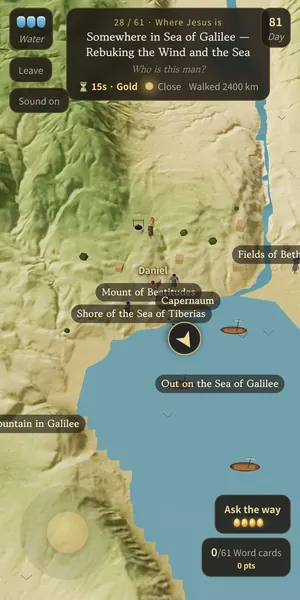 28 / 61 · Where Jesus is
81
Water
Somewhere in Sea of Galilee —
Day
Rebuking the Wind and the Sea
Leave
Who is this man?
15s · Gold
Close
Walked 2400 km
Sound on
Fields of Beth
Daniel
Mount of Beatitudes
Capernaum
Shore of the Sea of Tiberias
Out on the Sea of Galilee
ountain in Galilee
Ask the way
0/61 Word cards
0 pts